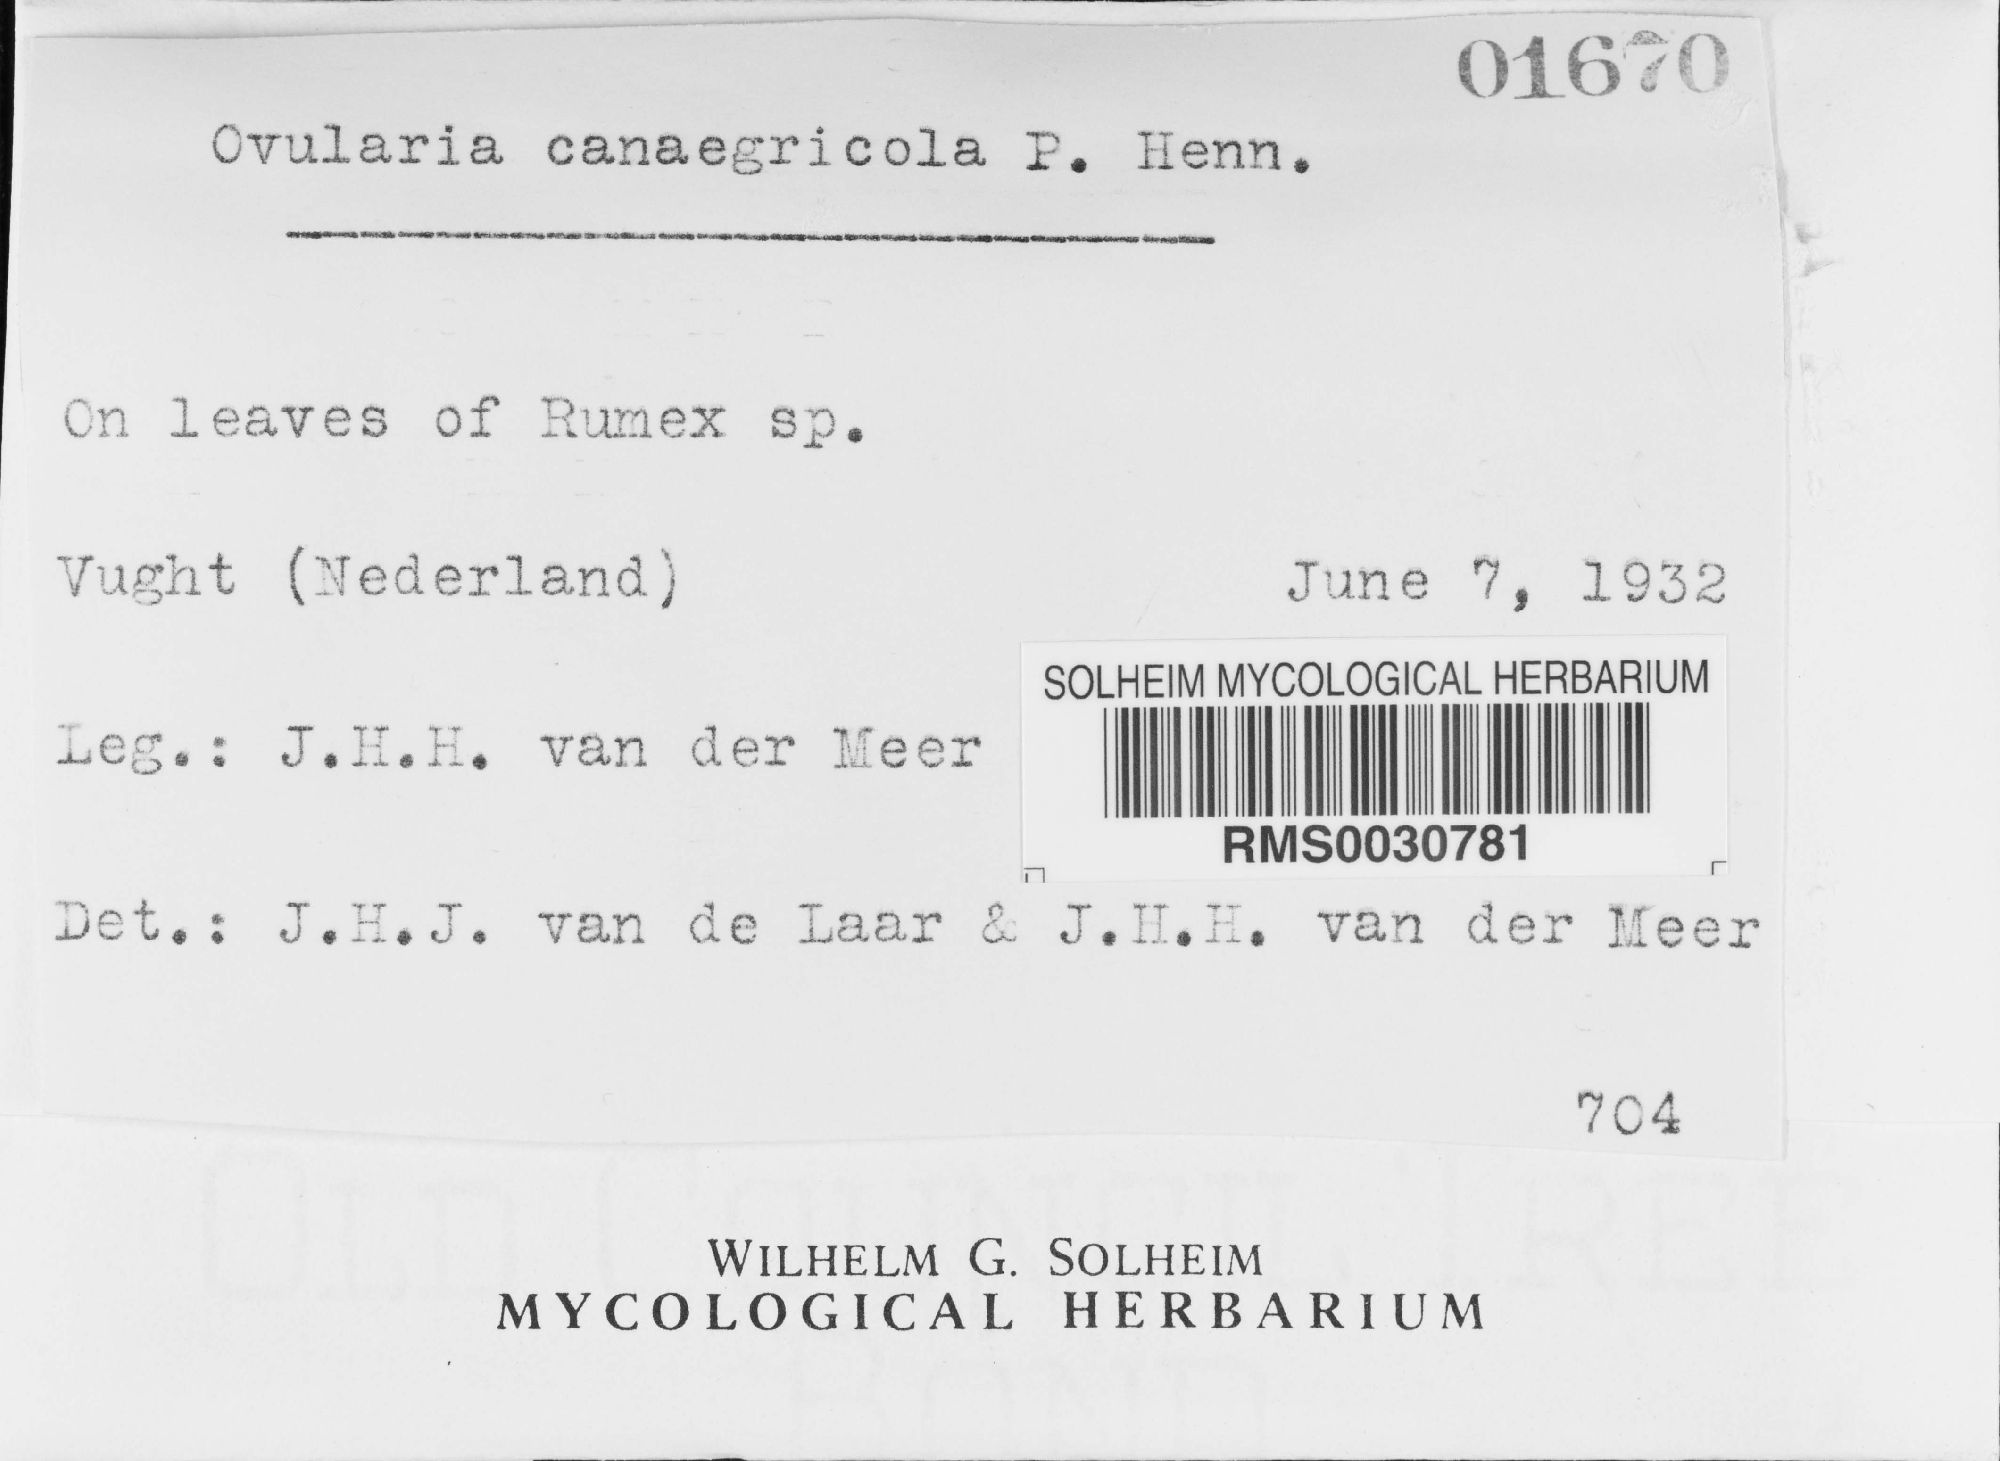 01670
Ovularia canaegricola P. Henn.
On leaves of Rumex sp.
Vught (Nederland) June 7, 1932
SOLHEIM MYCOLOGICAL HERBARIUM
Leg.: J.H.H. van der Meer
RMS0030781
Det.: J.H.J. van de Laar & J.H.H. van der Meer
704
WILHELM G. SOLHEIM
MYCOLOGICAL HERBARIUM